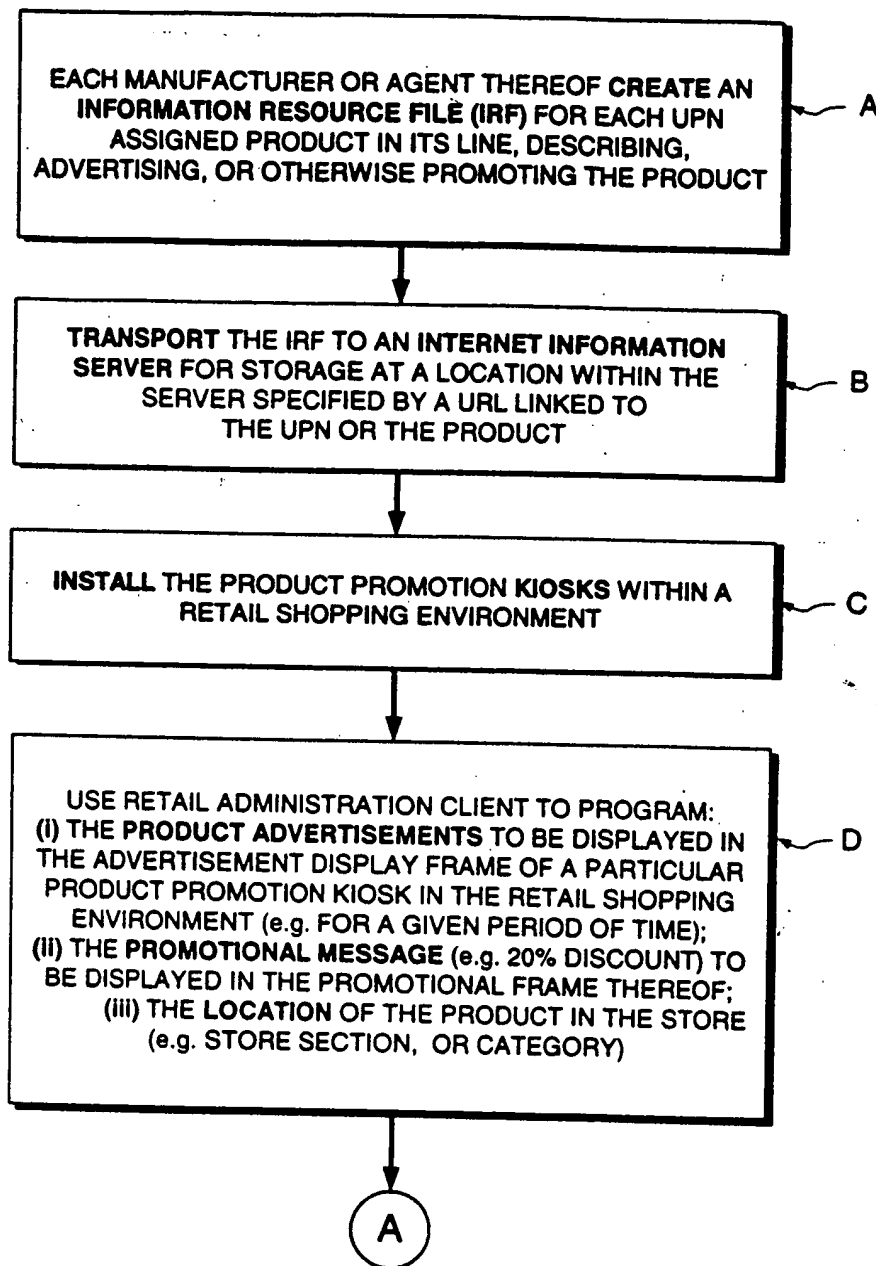 EACH MANUFACTURER OR AGENT THEREOF CREATE AN
INFORMATION RESOURCE FILE (IRF) FOR EACH UPN
ASSIGNED PRODUCT IN ITS LINE, DESCRIBING,
ADVERTISING, OR OTHERWISE PROMOTING THE PRODUCT
A
TRANSPORT THE IRF TO AN INTERNET INFORMATION
SERVER FOR STORAGE AT A LOCATION WITHIN THE
SERVER SPECIFIED BY A URL LINKED TO
THE UPN OR THE PRODUCT
B
INSTALL THE PRODUCT PROMOTION KIOSKS WITHIN A
RETAIL SHOPPING ENVIRONMENT
C
USE RETAIL ADMINISTRATION CLIENT TO PROGRAM:
(i) THE PRODUCT ADVERTISEMENTS TO BE DISPLAYED IN
THE ADVERTISEMENT DISPLAY FRAME OF A PARTICULAR
PRODUCT PROMOTION KIOSK IN THE RETAIL SHOPPING
ENVIRONMENT (e.g. FOR A GIVEN PERIOD OF TIME);
(ii) THE PROMOTIONAL MESSAGE (e.g. 20% DISCOUNT) TO
BE DISPLAYED IN THE PROMOTIONAL FRAME THEREOF;
(iii) THE LOCATION OF THE PRODUCT IN THE STORE
(e.g. STORE SECTION, OR CATEGORY)
D
A